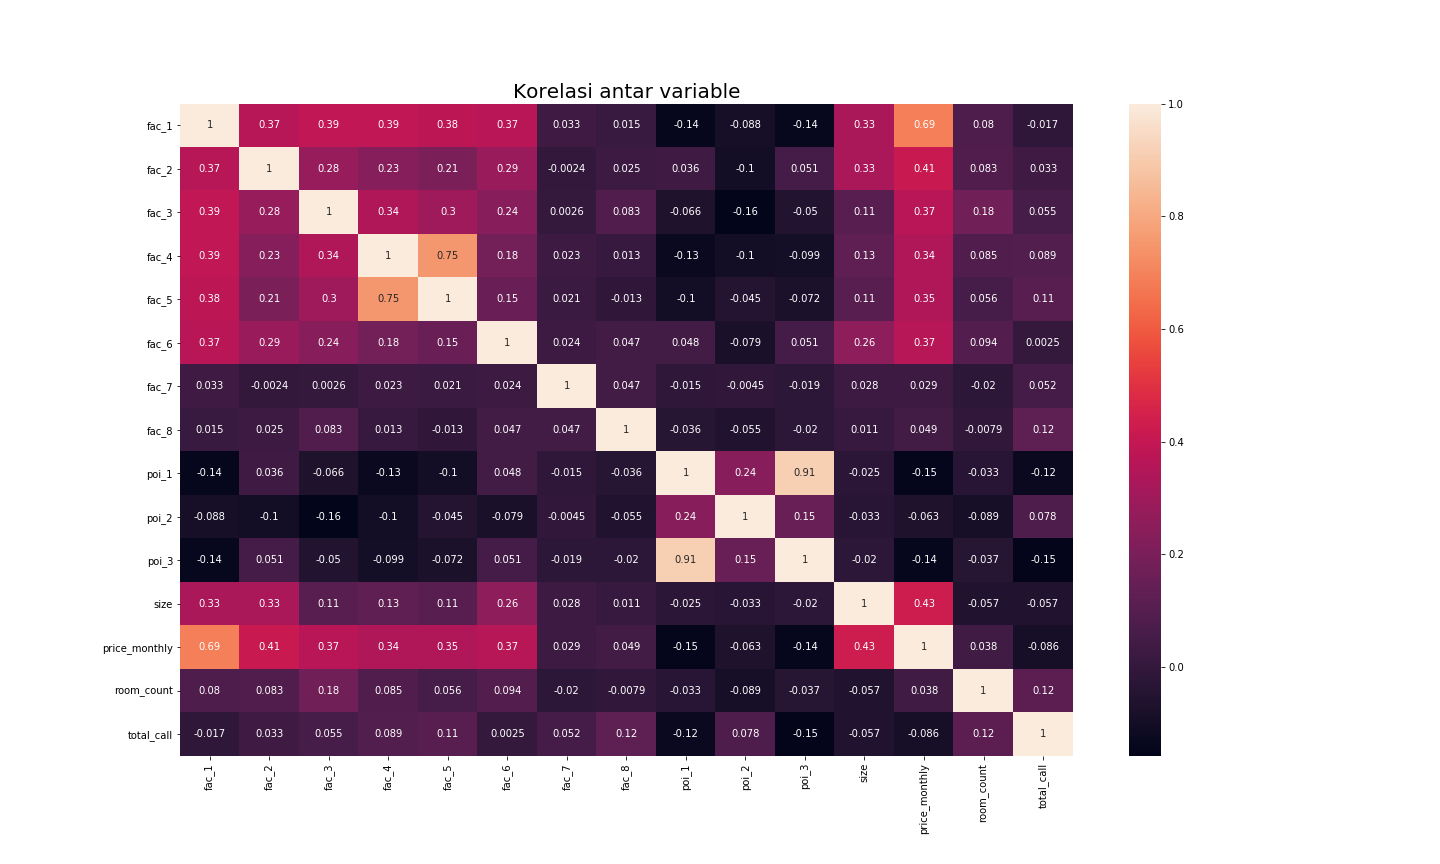 Korelasi antar variable
fac_1 1 0.37 0.39 0.39 0.38 0.37 0.033 0.015 -0.14 -0.088 -0.14 0.33 0.69 0.08 -0.017
fac_2 0.37 1 0.28 0.23 0.21 0.29 -0.0024 0.025 0.036 -0.1 0.051 0.33 0.41 0.083 0.033
fac_3 0.39 0.28 1 0.34 0.3 0.24 0.0026 0.083 -0.066 -0.16 -0.05 0.11 0.37 0.18 0.055
fac_4 0.39 0.23 0.34 1 0.75 0.18 0.023 0.013 -0.13 -0.1 -0.099 0.13 0.34 0.085 0.089
fac_5 0.38 0.21 0.3 0.75 1 0.15 0.021 -0.013 -0.1 -0.045 -0.072 0.11 0.35 0.056 0.11
fac_6 0.37 0.29 0.24 0.18 0.15 1 0.024 0.047 0.048 -0.079 0.051 0.26 0.37 0.094 0.0025
fac_7 0.033 -0.0024 0.0026 0.023 0.021 0.024 1 0.047 -0.015 -0.0045 -0.019 0.028 0.029 -0.02 0.052
fac_8 0.015 0.025 0.083 0.013 -0.013 0.047 0.047 1 -0.036 -0.055 -0.02 0.011 0.049 -0.0079 0.12
poi_1 -0.14 0.036 -0.066 -0.13 -0.1 0.048 -0.015 -0.036 1 0.24 0.91 -0.025 -0.15 -0.033 -0.12
poi_2 -0.088 -0.1 -0.16 -0.1 -0.045 -0.079 -0.0045 -0.055 0.24 1 0.15 -0.033 -0.063 -0.089 0.078
poi_3 -0.14 0.051 -0.05 -0.099 -0.072 0.051 -0.019 -0.02 0.91 0.15 1 -0.02 -0.14 -0.037 -0.15
size 0.33 0.33 0.11 0.13 0.11 0.26 0.028 0.011 -0.025 -0.033 -0.02 1 0.43 -0.057 -0.057
price_monthly 0.69 0.41 0.37 0.34 0.35 0.37 0.029 0.049 -0.15 -0.063 -0.14 0.43 1 0.038 -0.086
room_count 0.08 0.083 0.18 0.085 0.056 0.094 -0.02 -0.0079 -0.033 -0.089 -0.037 -0.057 0.038 1 0.12
total_call -0.017 0.033 0.055 0.089 0.11 0.0025 0.052 0.12 -0.12 0.078 -0.15 -0.057 -0.086 0.12 1
fac_1 fac_2 fac_3 fac_4 fac_5 fac_6 fac_7 fac_8 poi_1 poi_2 poi_3 size price_monthly room_count total_call
1.0
0.8
0.6
0.4
0.2
0.0